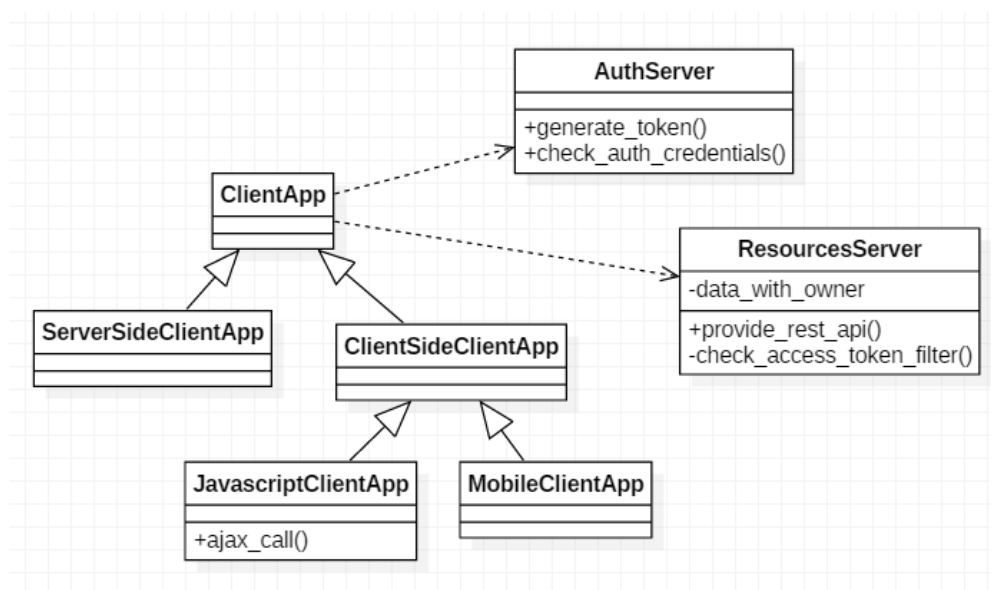 AuthServer
+generate_token()
+check_auth_credentials()
ClientApp
ResourcesServer
-data_with_owner
+provide_rest_api()
-check_access_token_filter()
ServerSideClientApp
ClientSideClientApp
JavascriptClientApp
+ajax_call()
MobileClientApp